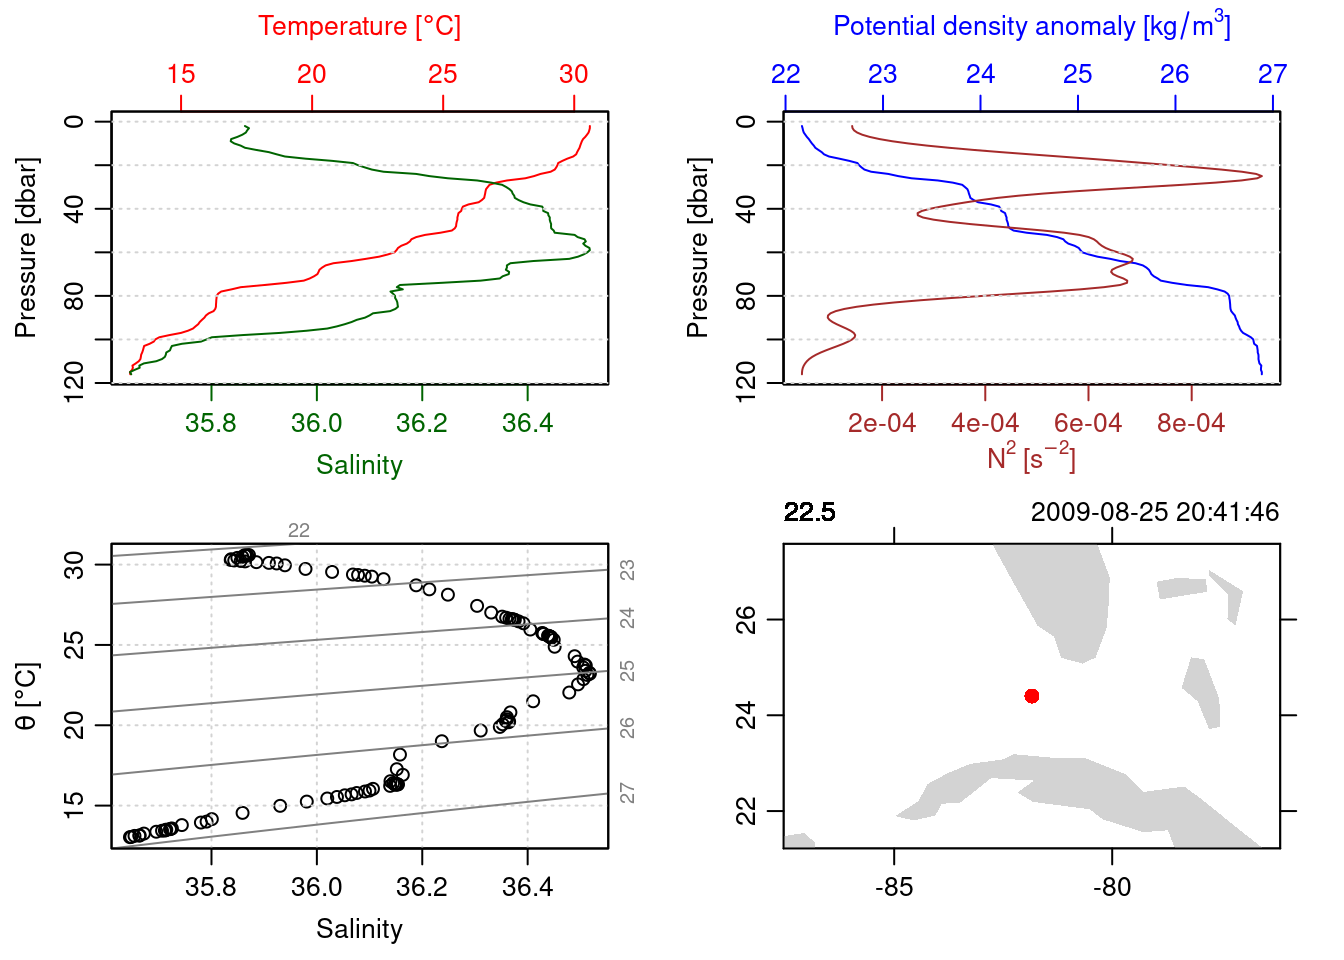 Temperature [°C]
15 20 25 30
Pressure [dbar]
0
40
80
120
35.8 36.0 36.2 36.4
Salinity
Potential density anomaly [kg/m³]
22 23 24 25 26 27
Pressure [dbar]
0
40
80
120
2e-04 4e-04 6e-04 8e-04
N² [s⁻²]
22
θ [°C]
30
25
20
15
23
24
25
26
27
35.8 36.0 36.2 36.4
Salinity
22.5 2009-08-25 20:41:46
26
24
22
-85 -80